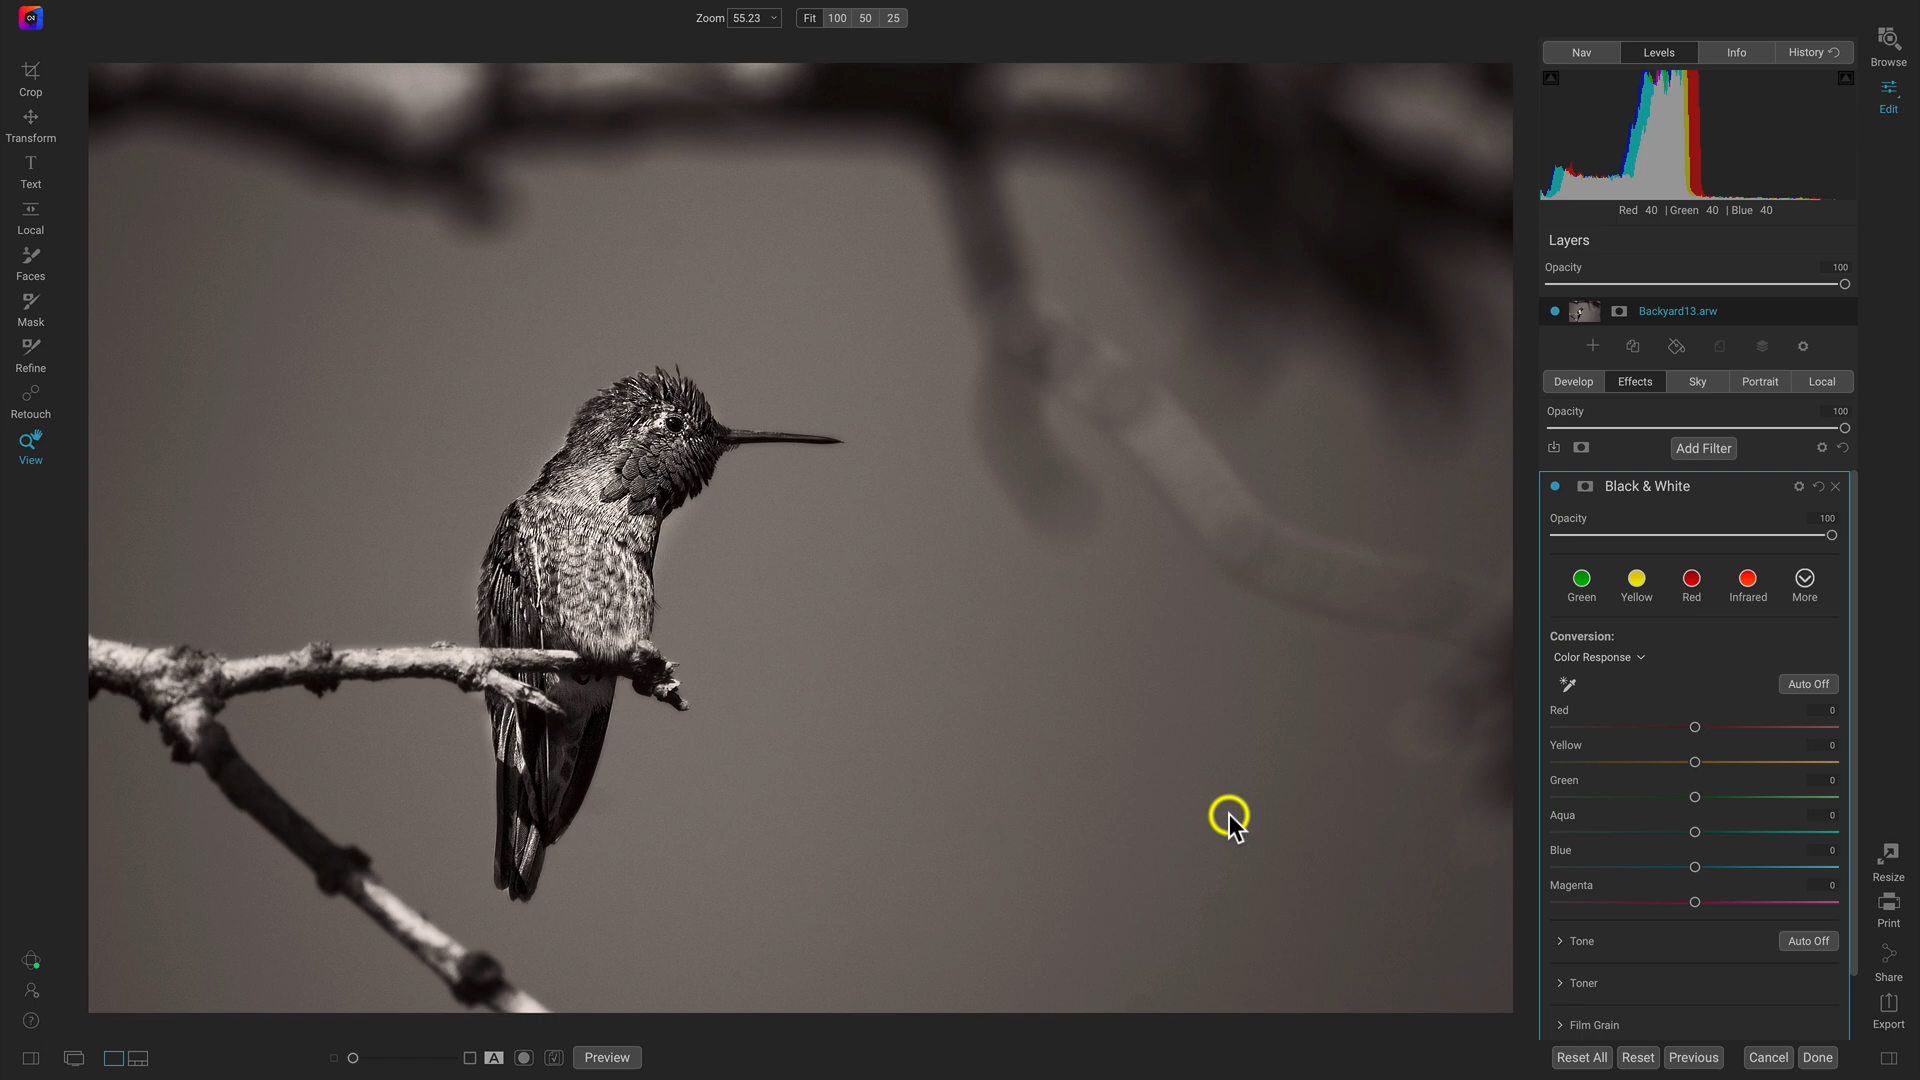 Zoom 55.23 Fit 100 50 25
Crop
Transform
Text
Local
Faces
Mask
Refine
Retouch
View
Nav Levels Info History
Red 40 | Green 40 | Blue 40
Layers
Opacity 100
Backyard13.arw
Develop Effects Sky Portrait Local
Opacity 100
Add Filter
Black & White
Opacity 100
Green Yellow Red Infrared More
Conversion:
Color Response
Auto Off
Red 0
Yellow 0
Green 0
Aqua 0
Blue 0
Magenta 0
Tone Auto Off
Toner
Film Grain
Browse
Edit
Resize
Print
Share
Export
A Preview
Reset All Reset Previous Cancel Done